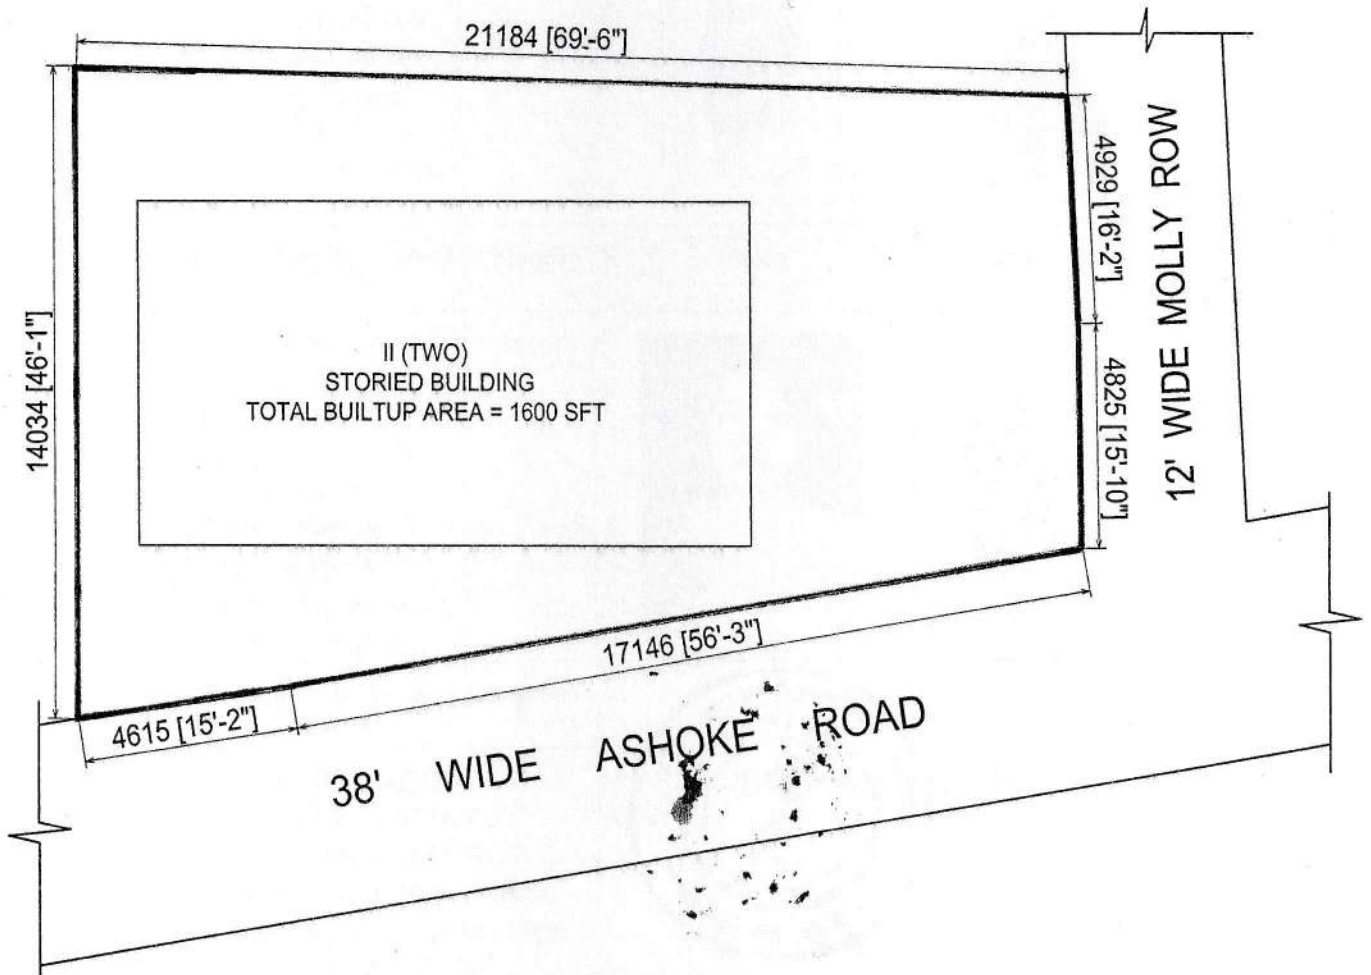 21184 [69'-6"]
4929 [16'-2"]
12' WIDE MOLLY ROW
14034 [46'-1"]
II (TWO)
STORIED BUILDING
TOTAL BUILTUP AREA = 1600 SFT
4825 [15'-10"]
17146 [56'-3"]
4615 [15'-2"]
38' WIDE ASHOKE ROAD